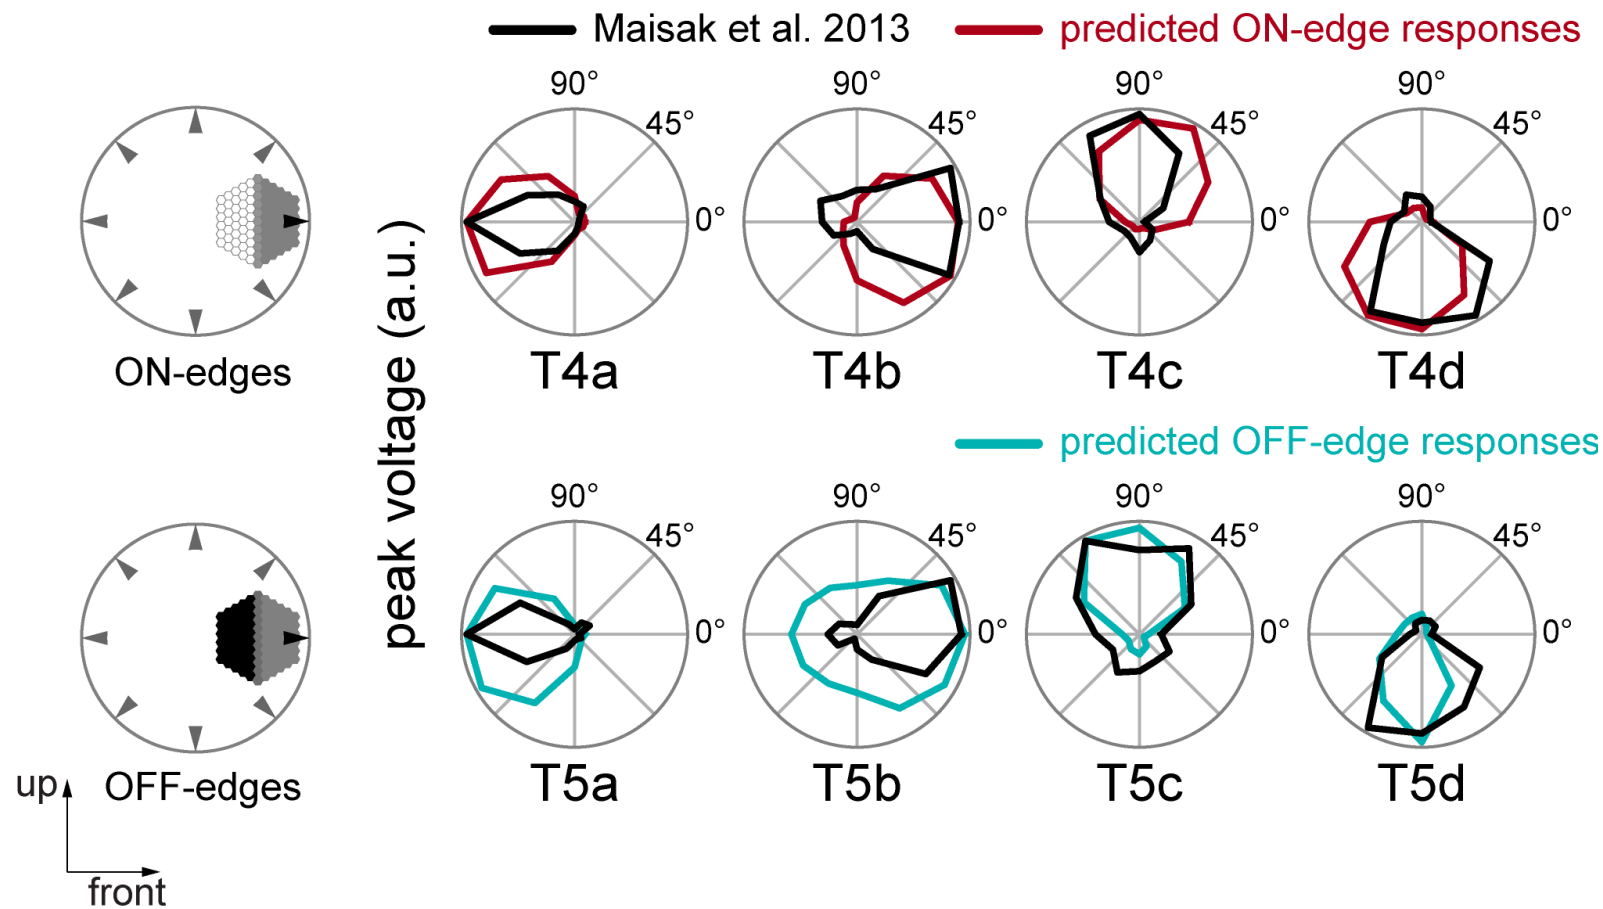 Maisak et al. 2013 predicted ON-edge responses
90° 90° 90° 90°
45° 45° 45° 45°
0° 0° 0° 0°
ON-edges
T4a T4b T4c T4d
peak voltage (a.u.)
predicted OFF-edge responses
90° 90° 90° 90°
45° 45° 45° 45°
0° 0° 0° 0°
OFF-edges
T5a T5b T5c T5d
up
front